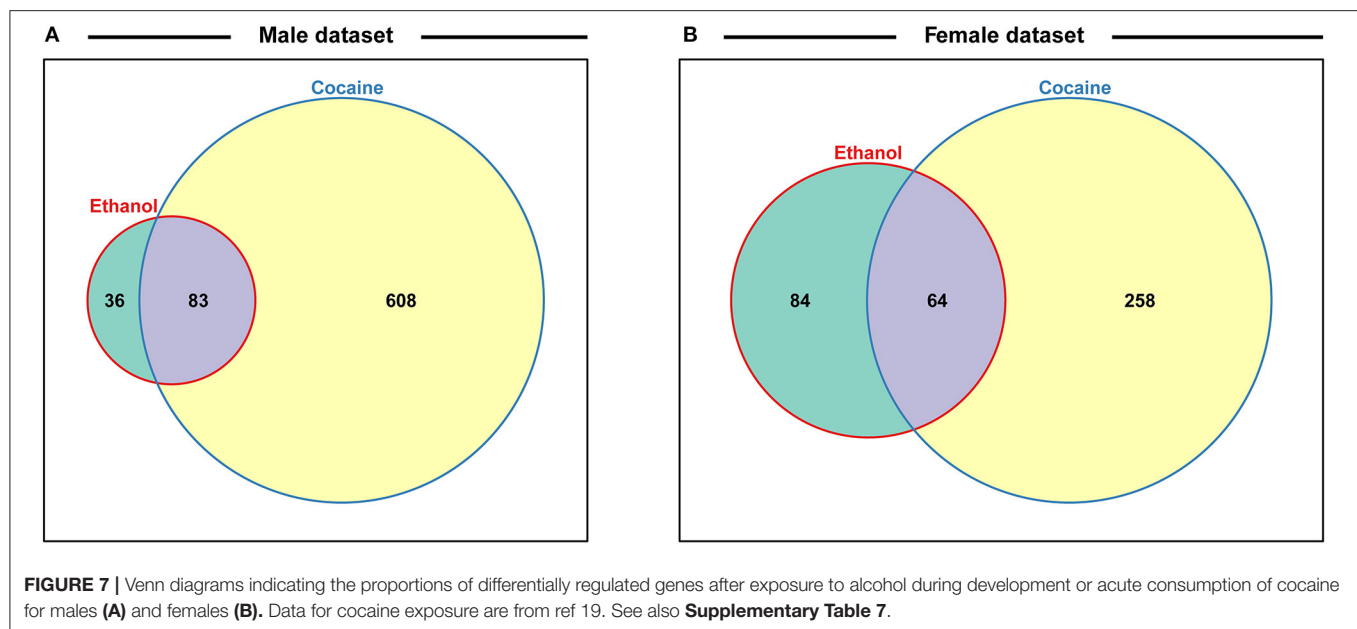 A Male dataset
Cocaine
Ethanol
36 83 608
B Female dataset
Cocaine
Ethanol
84 64 258
FIGURE 7 | Venn diagrams indicating the proportions of differentially regulated genes after exposure to alcohol during development or acute consumption of cocaine
for males (A) and females (B). Data for cocaine exposure are from ref 19. See also Supplementary Table 7.